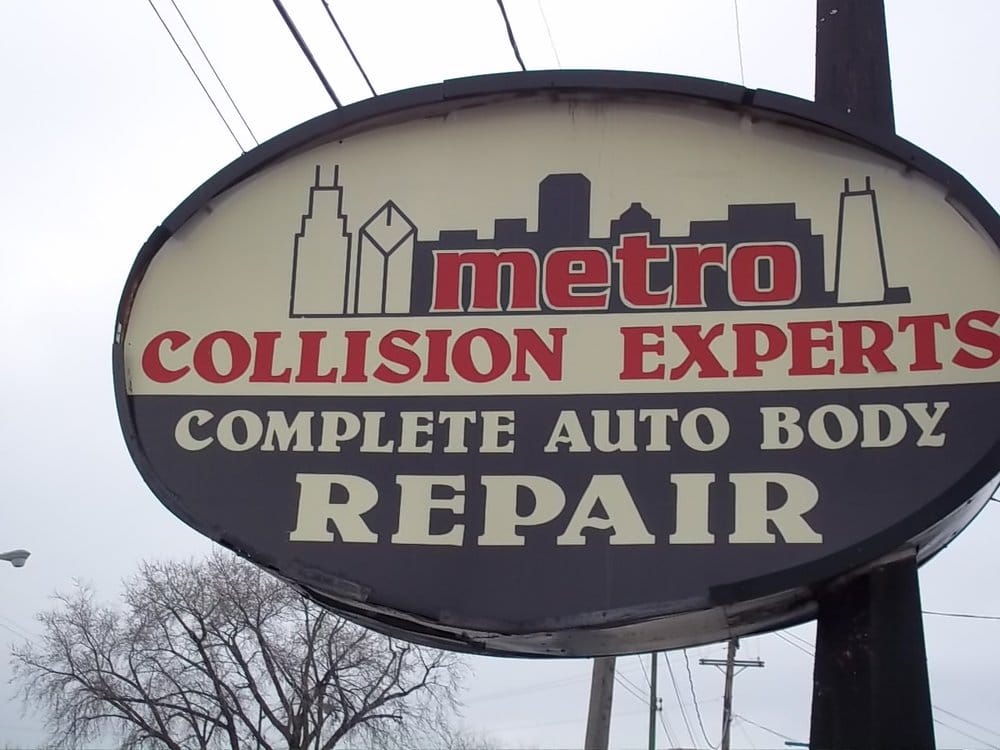 metro
COLLISION EXPERTS
COMPLETE AUTO BODY
REPAIR